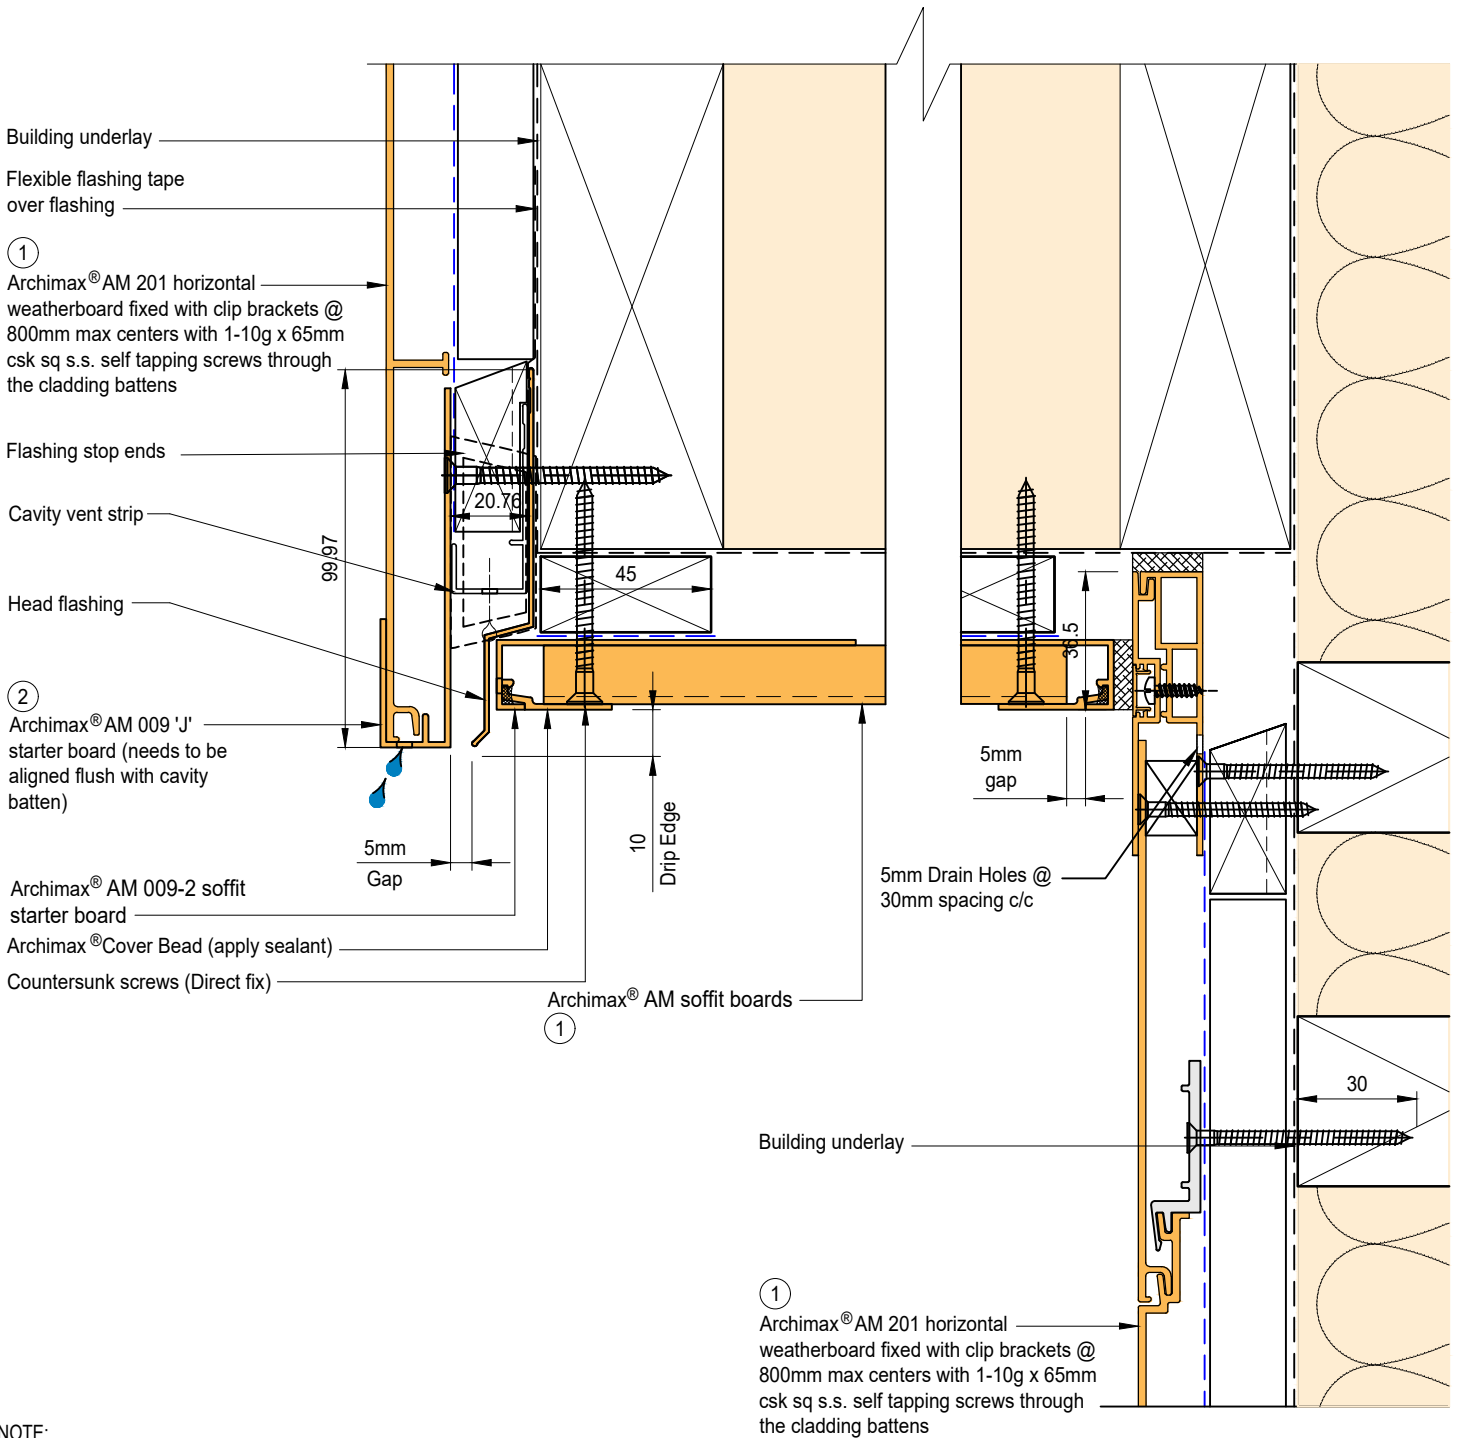 Building underlay
Flexible flashing tape
over flashing
1
Archimax® AM 201 horizontal
weatherboard fixed with clip brackets @
800mm max centers with 1-10g x 65mm
csk sq s.s. self tapping screws through
the cladding battens
Flashing stop ends
20.76
Cavity vent strip
99.97
45
Head flashing
36.5
2
Archimax® AM 009 'J'
starter board (needs to be
aligned flush with cavity
batten)
5mm
gap
5mm
Gap
10
Drip Edge
Archimax® AM 009-2 soffit
starter board
5mm Drain Holes @
30mm spacing c/c
Archimax ®Cover Bead (apply sealant)
Countersunk screws (Direct fix)
Archimax® AM soffit boards
1
30
Building underlay
1
Archimax® AM 201 horizontal
weatherboard fixed with clip brackets @
800mm max centers with 1-10g x 65mm
csk sq s.s. self tapping screws through
the cladding battens
NOTE: